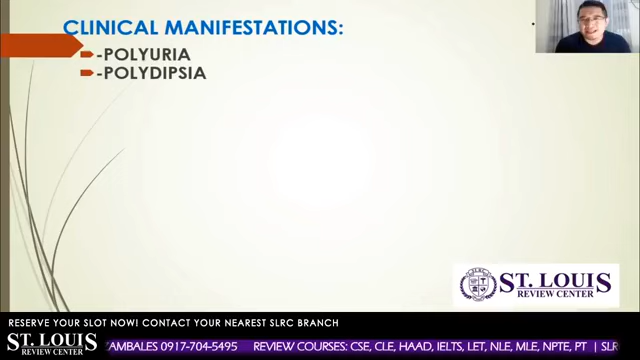 CLINICAL MANIFESTATIONS:
-POLYURIA
-POLYDIPSIA
ST. LOUIS
REVIEW CENTER
RESERVE YOUR SLOT NOW! CONTACT YOUR NEAREST SLRC BRANCH
ST. LOUIS
REVIEW CENTER
AMBALES 0917-704-5495 REVIEW COURSES: CSE, CLE, HAAD, IELTS, LET, NLE, MLE, NPTE, PT | SLR